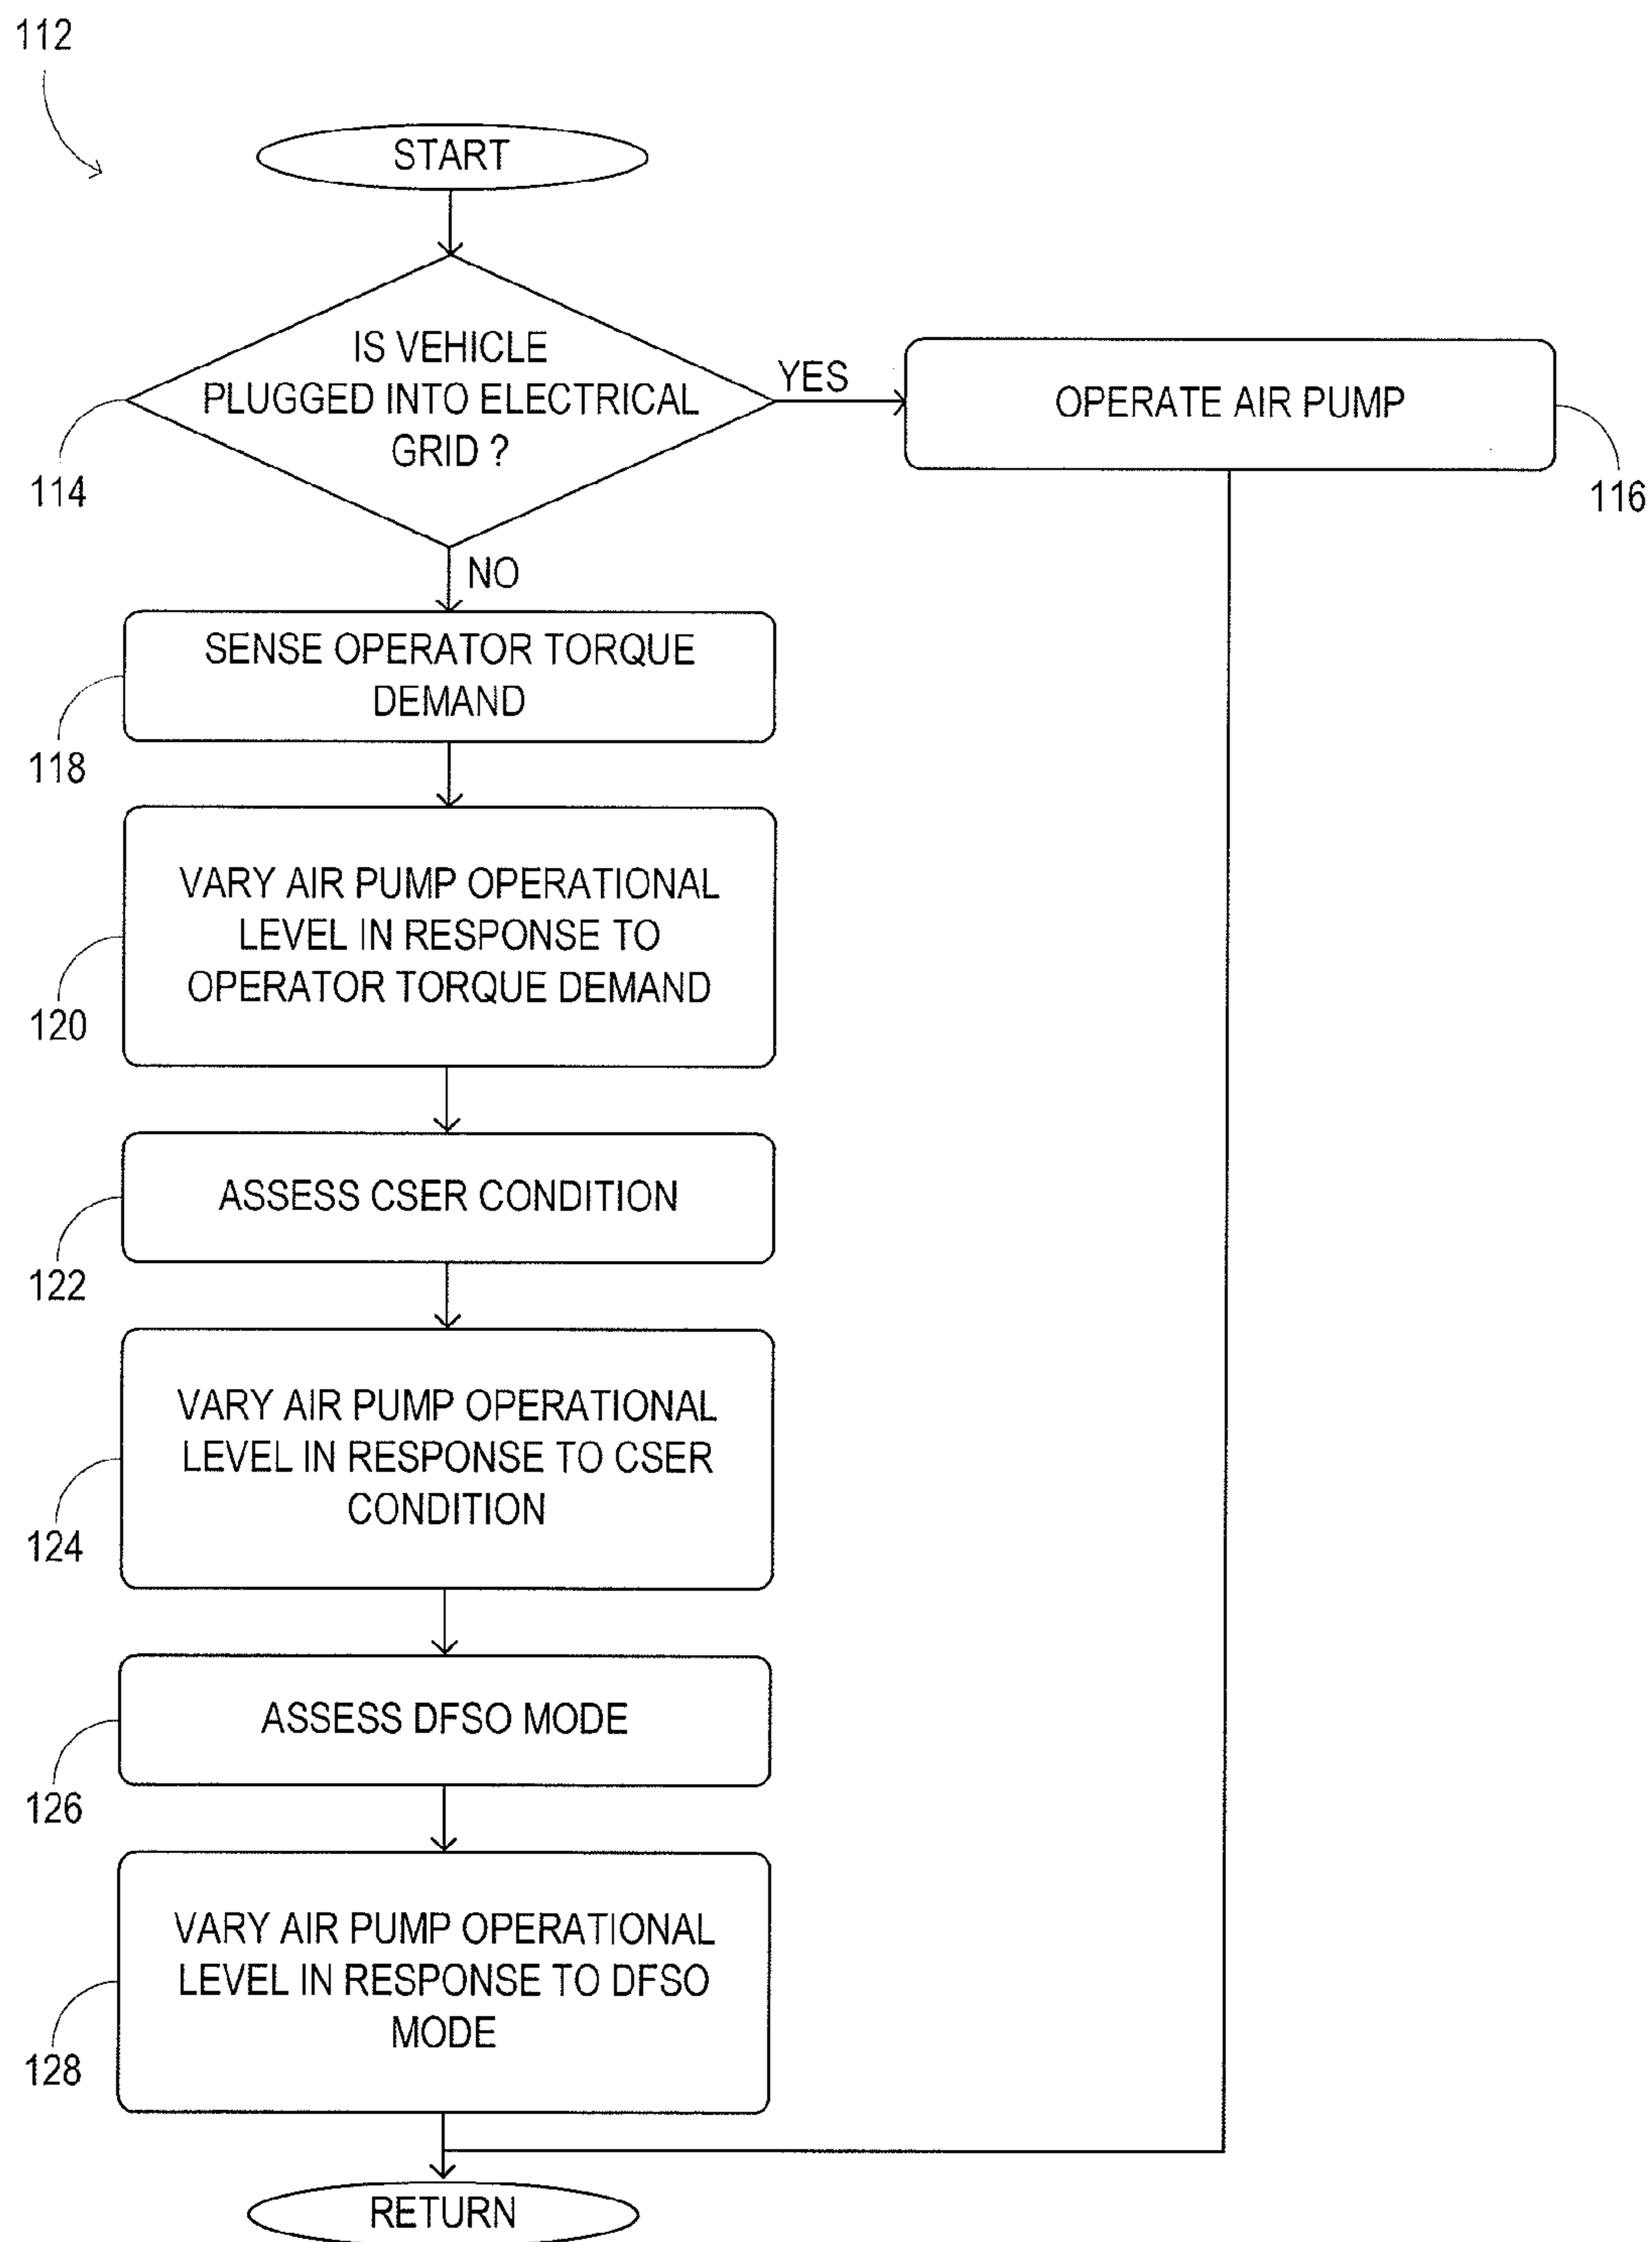 112
START
IS VEHICLE
PLUGGED INTO ELECTRICAL
GRID ?
YES
OPERATE AIR PUMP
114
116
NO
SENSE OPERATOR TORQUE
DEMAND
118
VARY AIR PUMP OPERATIONAL
LEVEL IN RESPONSE TO
OPERATOR TORQUE DEMAND
120
ASSESS CSER CONDITION
122
VARY AIR PUMP OPERATIONAL
LEVEL IN RESPONSE TO CSER
CONDITION
124
ASSESS DFSO MODE
126
VARY AIR PUMP OPERATIONAL
LEVEL IN RESPONSE TO DFSO
MODE
128
RETURN